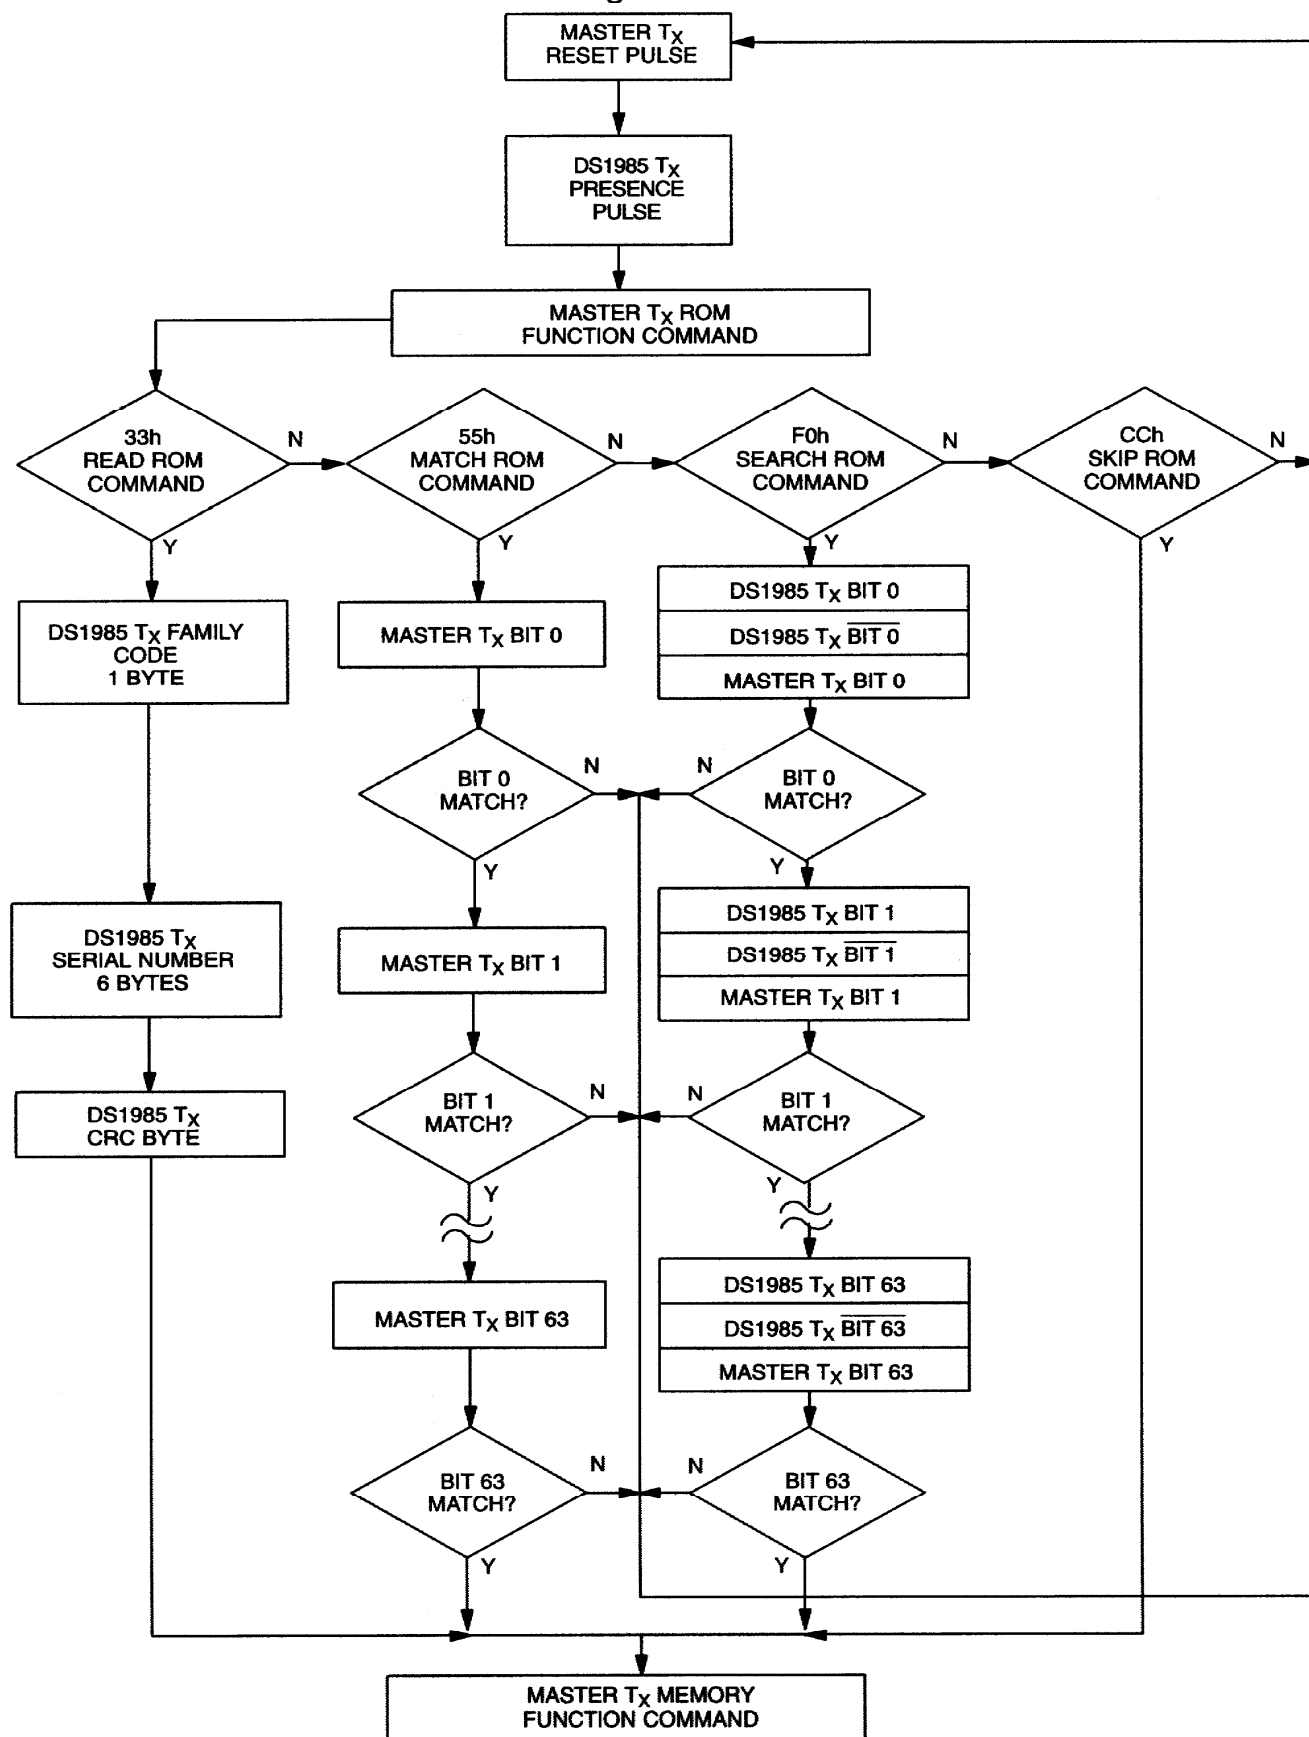 MASTER TX
RESET PULSE
DS1985 TX
PRESENCE
PULSE
MASTER TX ROM
FUNCTION COMMAND
33h
READ ROM
COMMAND
N
Y
55h
MATCH ROM
COMMAND
N
Y
F0h
SEARCH ROM
COMMAND
N
Y
CCh
SKIP ROM
COMMAND
N
Y
DS1985 TX FAMILY
CODE
1 BYTE
DS1985 TX
SERIAL NUMBER
6 BYTES
DS1985 TX
CRC BYTE
MASTER TX BIT 0
BIT 0
MATCH?
N
Y
MASTER TX BIT 1
BIT 1
MATCH?
N
Y
MASTER TX BIT 63
BIT 63
MATCH?
N
Y
DS1985 TX BIT 0
DS1985 TX BIT 0
MASTER TX BIT 0
N
BIT 0
MATCH?
Y
DS1985 TX BIT 1
DS1985 TX BIT 1
MASTER TX BIT 1
N
BIT 1
MATCH?
Y
DS1985 TX BIT 63
DS1985 TX BIT 63
MASTER TX BIT 63
N
BIT 63
MATCH?
Y
MASTER TX MEMORY
FUNCTION COMMAND